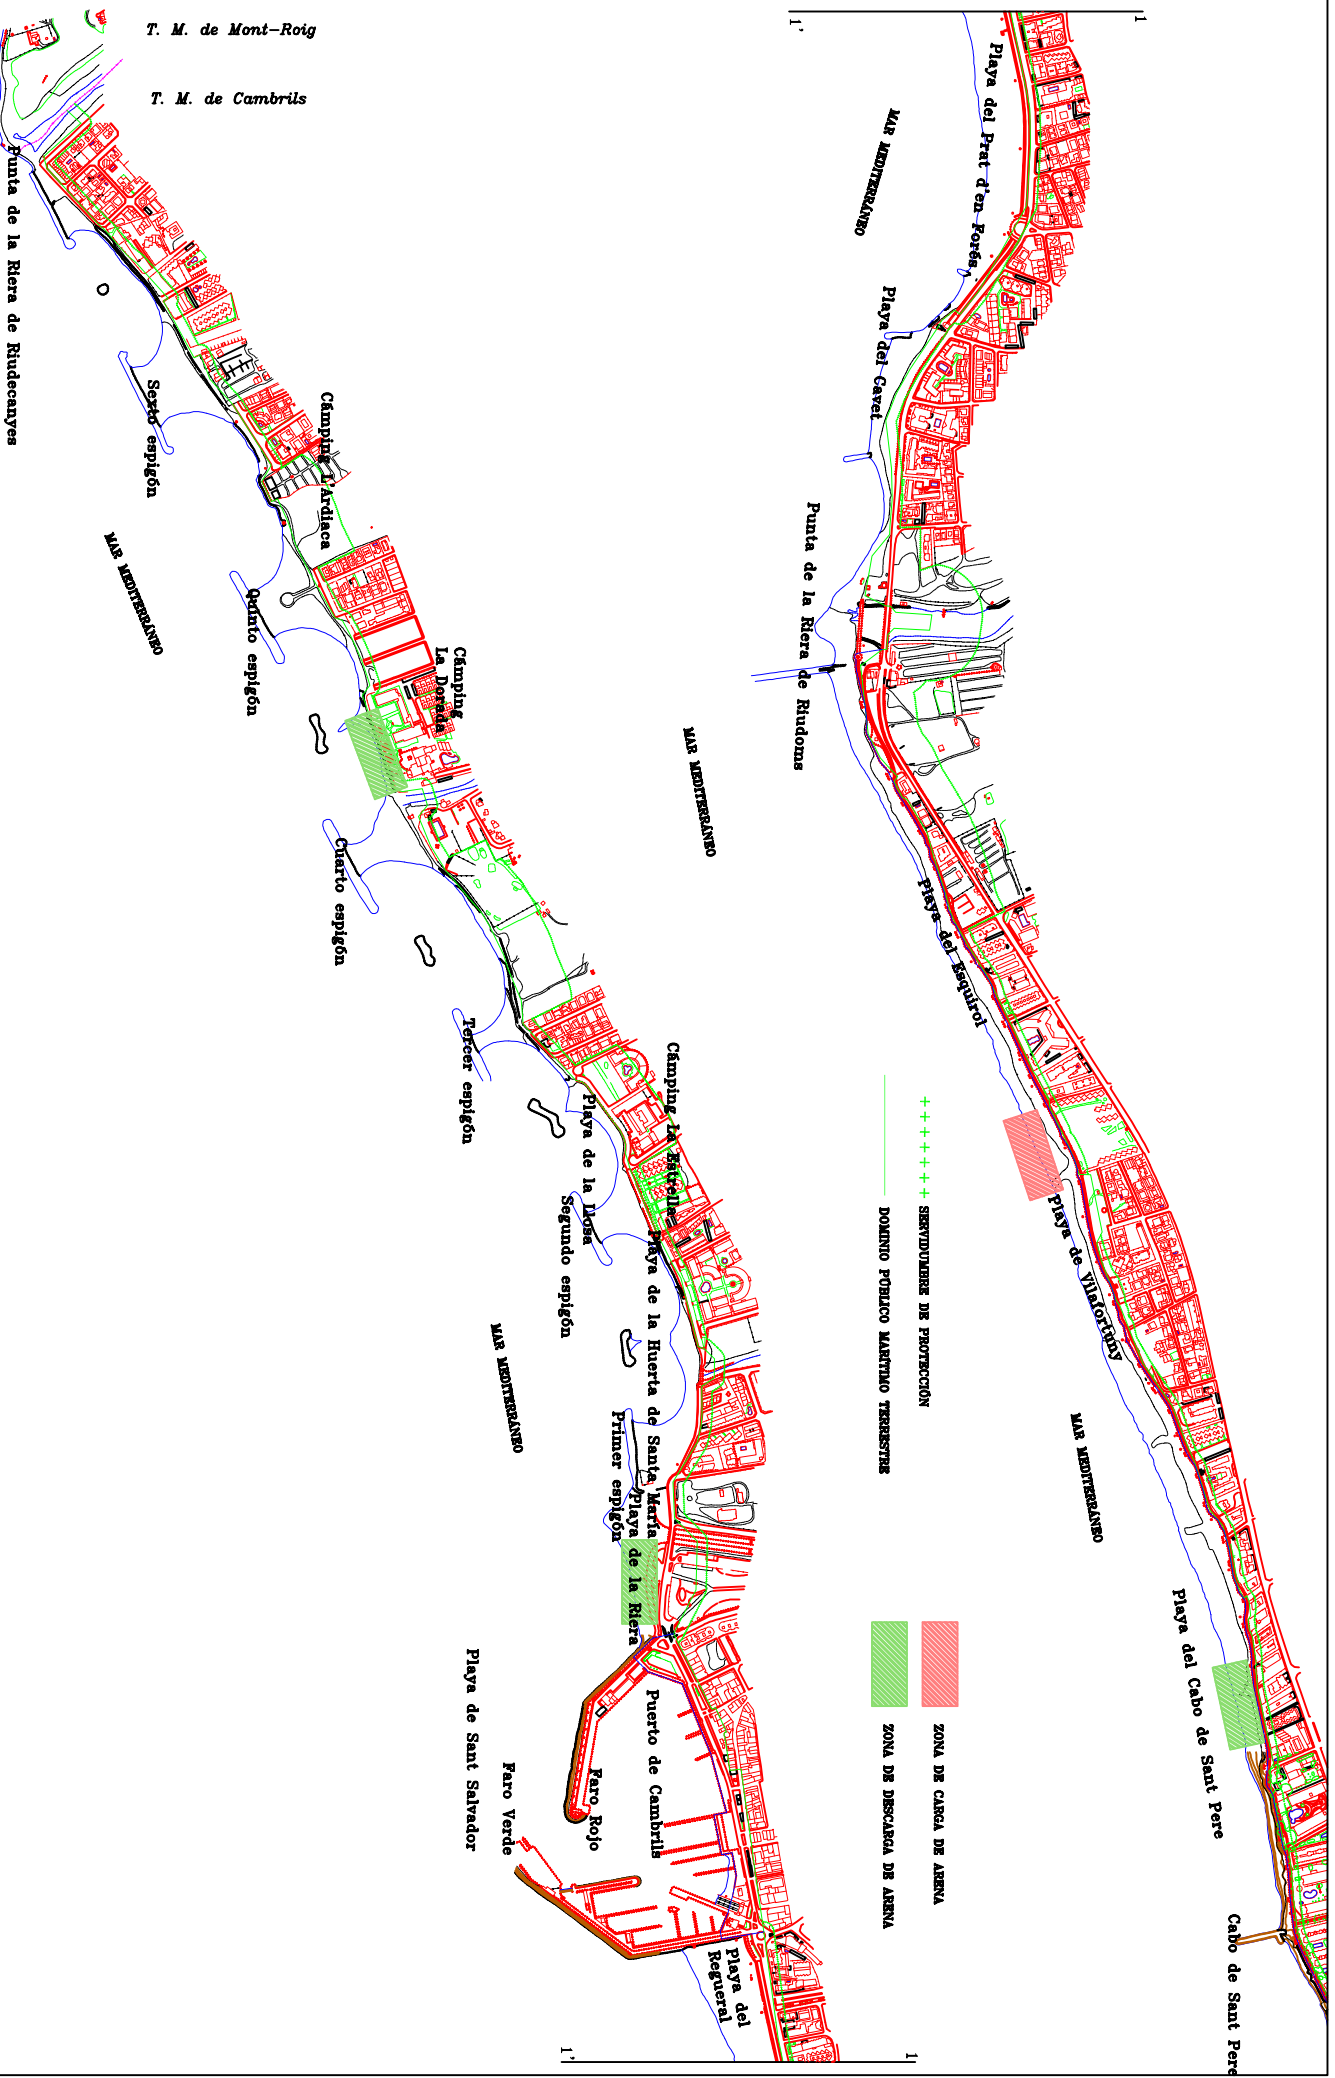 T. M. de Mont-Roig
T. M. de Cambrils
1'
1
Playa del Prat d'en Forés
MAR MEDITERRÁNEO
Playa del Cavet
Punta de la Riera de Riudoms
MAR MEDITERRÁNEO
Playa del Esquirol
Playa de Vilafortuny
MAR MEDITERRÁNEO
Playa del Cabo de Sant Pere
Cabo de Sant Pere
++++++ SERVIDUMBRE DE PROTECCIÓN
DOMINIO PÚBLICO MARÍTIMO TERRESTRE
ZONA DE CARGA DE ARENA
ZONA DE DESCARGA DE ARENA
Punta de la Riera de Riudecanyes
Sexto espigón
Cámping L'Ardiaca
MAR MEDITERRÁNEO
Quinto espigón
Cámping
La Dorada
Cuarto espigón
Tercer espigón
Cámping La Estrella
Playa de la Llosa
Segundo espigón
MAR MEDITERRÁNEO
Playa de la Huerta de Santa María
Primer espigón
Playa de la Riera
Puerto de Cambrils
Faro Rojo
Faro Verde
Playa de Sant Salvador
Playa del
Regueral
1'
1